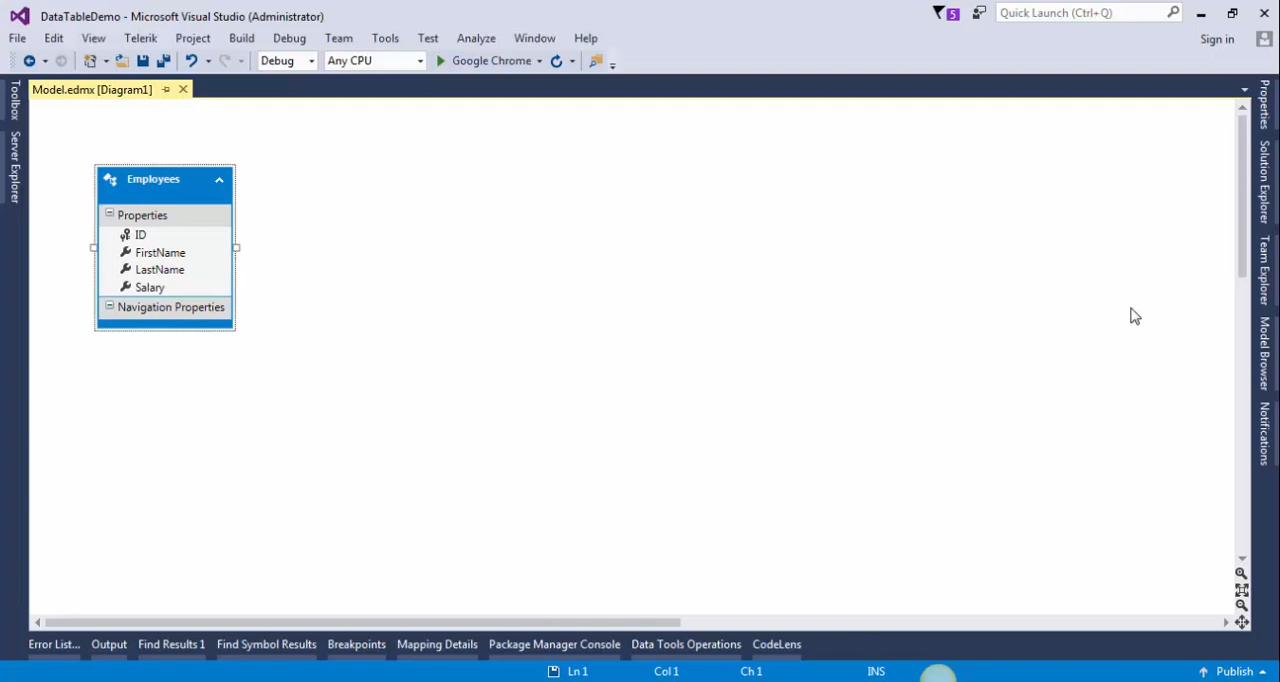 DataTableDemo - Microsoft Visual Studio (Administrator)
5
Quick Launch (Ctrl+Q)
File Edit View Telerik Project Build Debug Team Tools Test Analyze Window Help
Sign in
Debug Any CPU Google Chrome
Model.edmx [Diagram1]
Toolbox
Server Explorer
Employees
Properties
ID
FirstName
LastName
Salary
Navigation Properties
Properties
Solution Explorer
Team Explorer
Model Browser
Notifications
Error List... Output Find Results 1 Find Symbol Results Breakpoints Mapping Details Package Manager Console Data Tools Operations CodeLens
Ln 1 Col 1 Ch 1 INS Publish